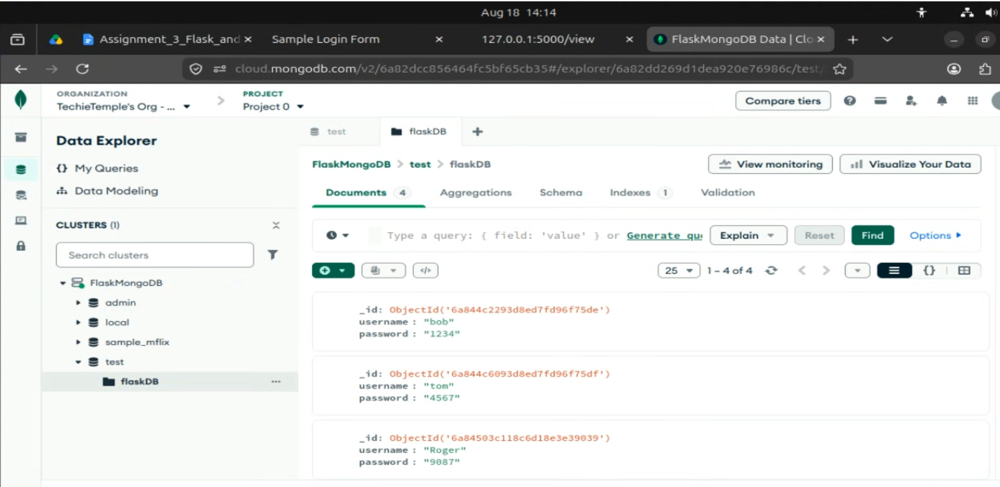 Aug 18 14:14
Assignment_3_Flask_and
Sample Login Form
127.0.0.1:5000/view
FlaskMongoDB Data | Clo
cloud.mongodb.com/v2/6a82dcc856464fc5bf65cb35#/explorer/6a82dd269d1dea920e76986c/test/
ORGANIZATION
TechieTemple's Org - ...
PROJECT
Project 0
Compare tiers
Data Explorer
My Queries
Data Modeling
CLUSTERS (1)
Search clusters
FlaskMongoDB
admin
local
sample_mflix
test
flaskDB
test
flaskDB
FlaskMongoDB > test > flaskDB
View monitoring
Visualize Your Data
Documents 4
Aggregations
Schema
Indexes 1
Validation
Type a query: { field: 'value' } or Generate que
Explain
Reset
Find
Options
25
1 – 4 of 4
_id: ObjectId('6a844c2293d8ed7fd96f75de')
username : "bob"
password : "1234"
_id: ObjectId('6a844c6093d8ed7fd96f75df')
username : "tom"
password : "4567"
_id: ObjectId('6a84503c118c6d18e3e39039')
username : "Roger"
password : "9087"